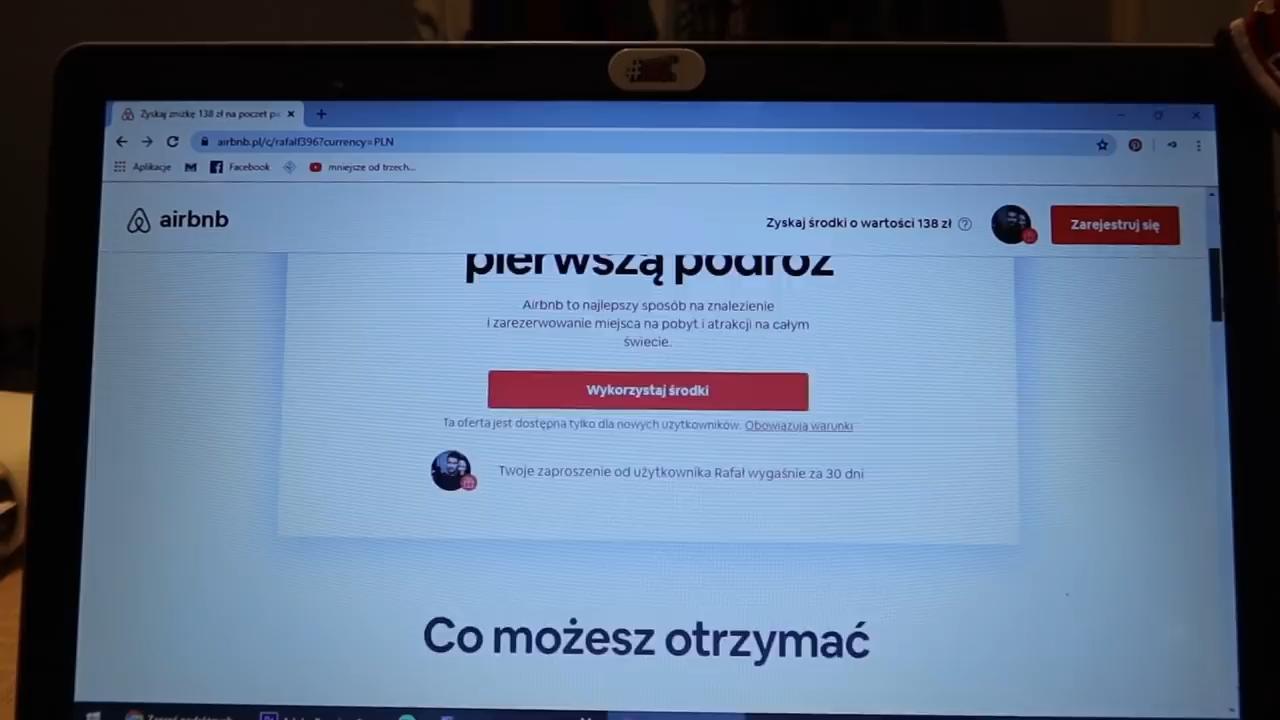 Zyskaj zniżkę 138 zł na poczet p
airbnb.pl/c/rafalf396?currency=PLN
Aplikacje
Facebook
mniejsze od trzech...
airbnb
Zyskaj środki o wartości 138 zł
Zarejestruj się
pierwszą podróż
Airbnb to najlepszy sposób na znalezienie
i zarezerwowanie miejsca na pobyt i atrakcji na całym
świecie.
Wykorzystaj środki
Ta oferta jest dostępna tylko dla nowych użytkowników. Obowiązują warunki
Twoje zaproszenie od użytkownika Rafał wygaśnie za 30 dni
Co możesz otrzymać